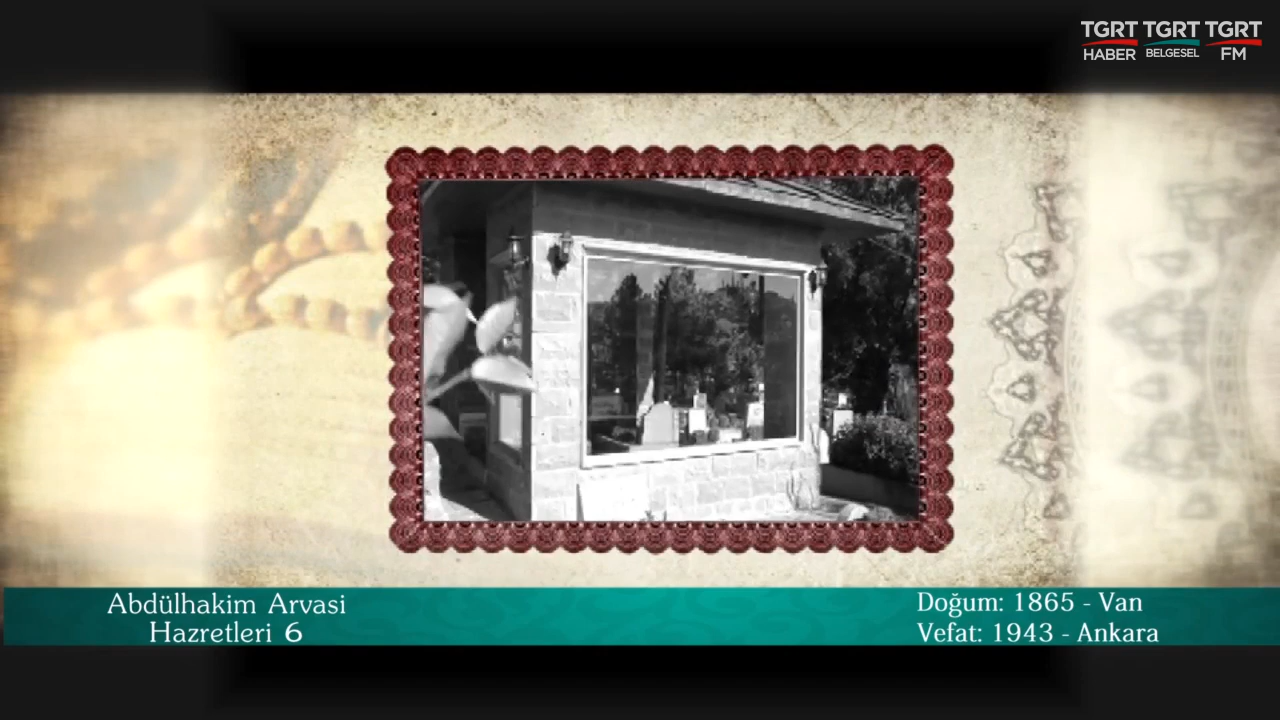 TGRT TGRT TGRT
HABER BELGESEL FM
Abdülhakim Arvasi
Hazretleri 6
Doğum: 1865 - Van
Vefat: 1943 - Ankara